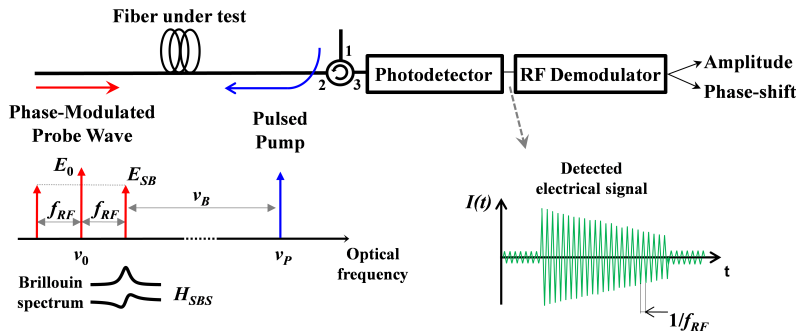 Fiber under test
1
2
3
Photodetector
RF Demodulator
Amplitude
Phase-shift
Phase-Modulated
Probe Wave
Pulsed
Pump
E0
ESB
fRF
fRF
νB
ν0
νP
Optical
frequency
Brillouin
spectrum
HSBS
Detected
electrical signal
I(t)
t
1/fRF